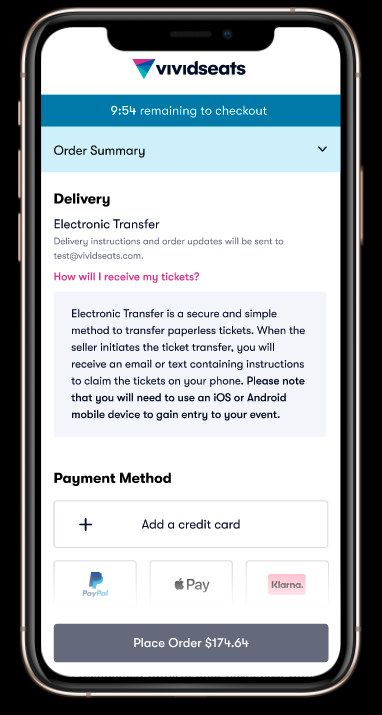 vividseats
9:54 remaining to checkout
Order Summary
Delivery
Electronic Transfer
Delivery instructions and order updates will be sent to
test@vividseats.com.
How will I receive my tickets?
Electronic Transfer is a secure and simple
method to transfer paperless tickets. When the
seller initiates the ticket transfer, you will
receive an email or text containing instructions
to claim the tickets on your phone. Please note
that you will need to use an iOS or Android
mobile device to gain entry to your event.
Payment Method
+ Add a credit card
PayPal Pay Klarna.
Place Order $174.64